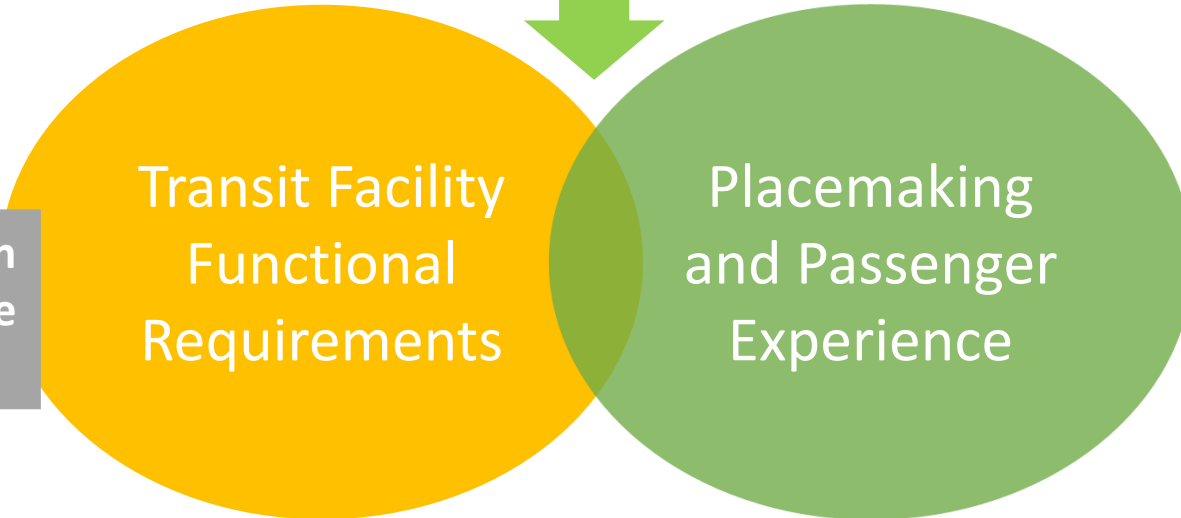 Transit Facility
Functional
Requirements
Placemaking
and Passenger
Experience